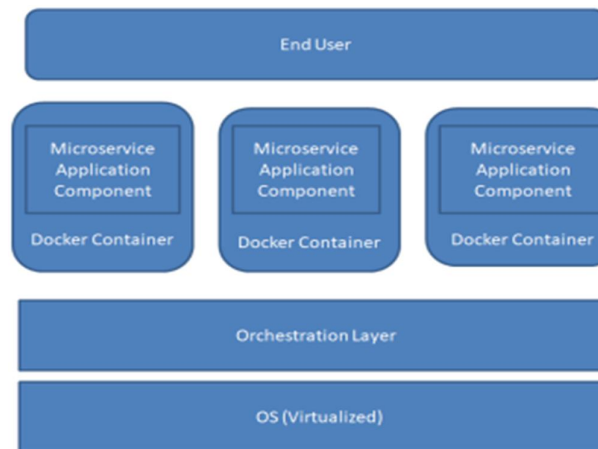 End User
Microservice
Application
Component
Docker Container
Microservice
Application
Component
Docker Container
Microservice
Application
Component
Docker Container
Orchestration Layer
OS (Virtualized)